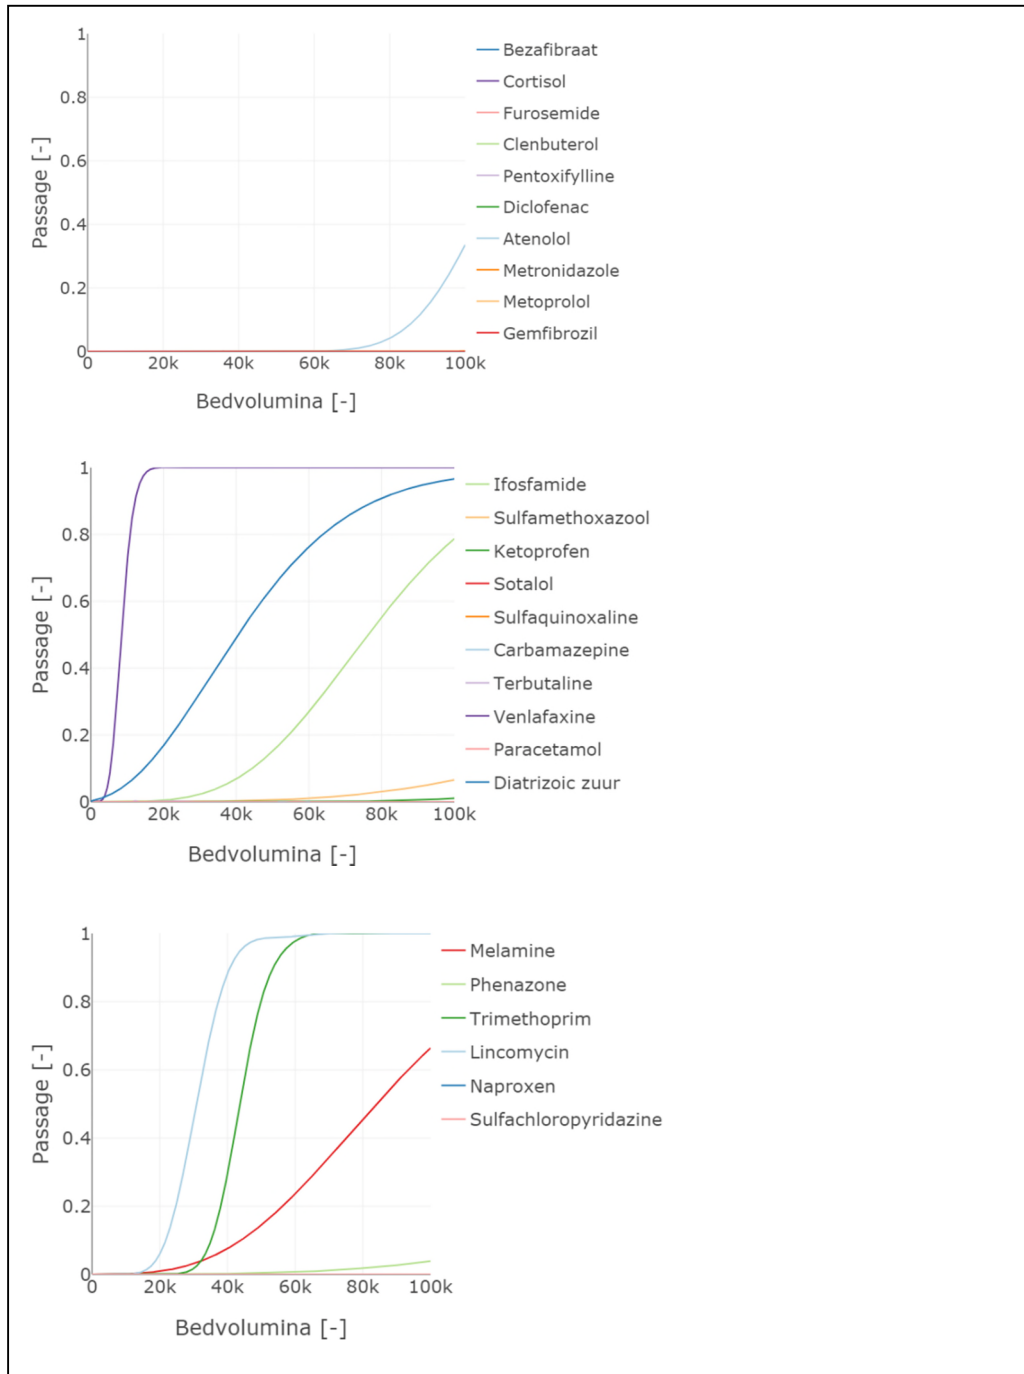 1
0.8
0.6
0.4
0.2
0
Passage [-]
0 20k 40k 60k 80k 100k
Bedvolumina [-]
Bezafibraat
Cortisol
Furosemide
Clenbuterol
Pentoxifylline
Diclofenac
Atenolol
Metronidazole
Metoprolol
Gemfibrozil
1
0.8
0.6
0.4
0.2
0
Passage [-]
0 20k 40k 60k 80k 100k
Bedvolumina [-]
Ifosfamide
Sulfamethoxazool
Ketoprofen
Sotalol
Sulfaquinoxaline
Carbamazepine
Terbutaline
Venlafaxine
Paracetamol
Diatrizoic zuur
1
0.8
0.6
0.4
0.2
0
Passage [-]
0 20k 40k 60k 80k 100k
Bedvolumina [-]
Melamine
Phenazone
Trimethoprim
Lincomycin
Naproxen
Sulfachloropyridazine